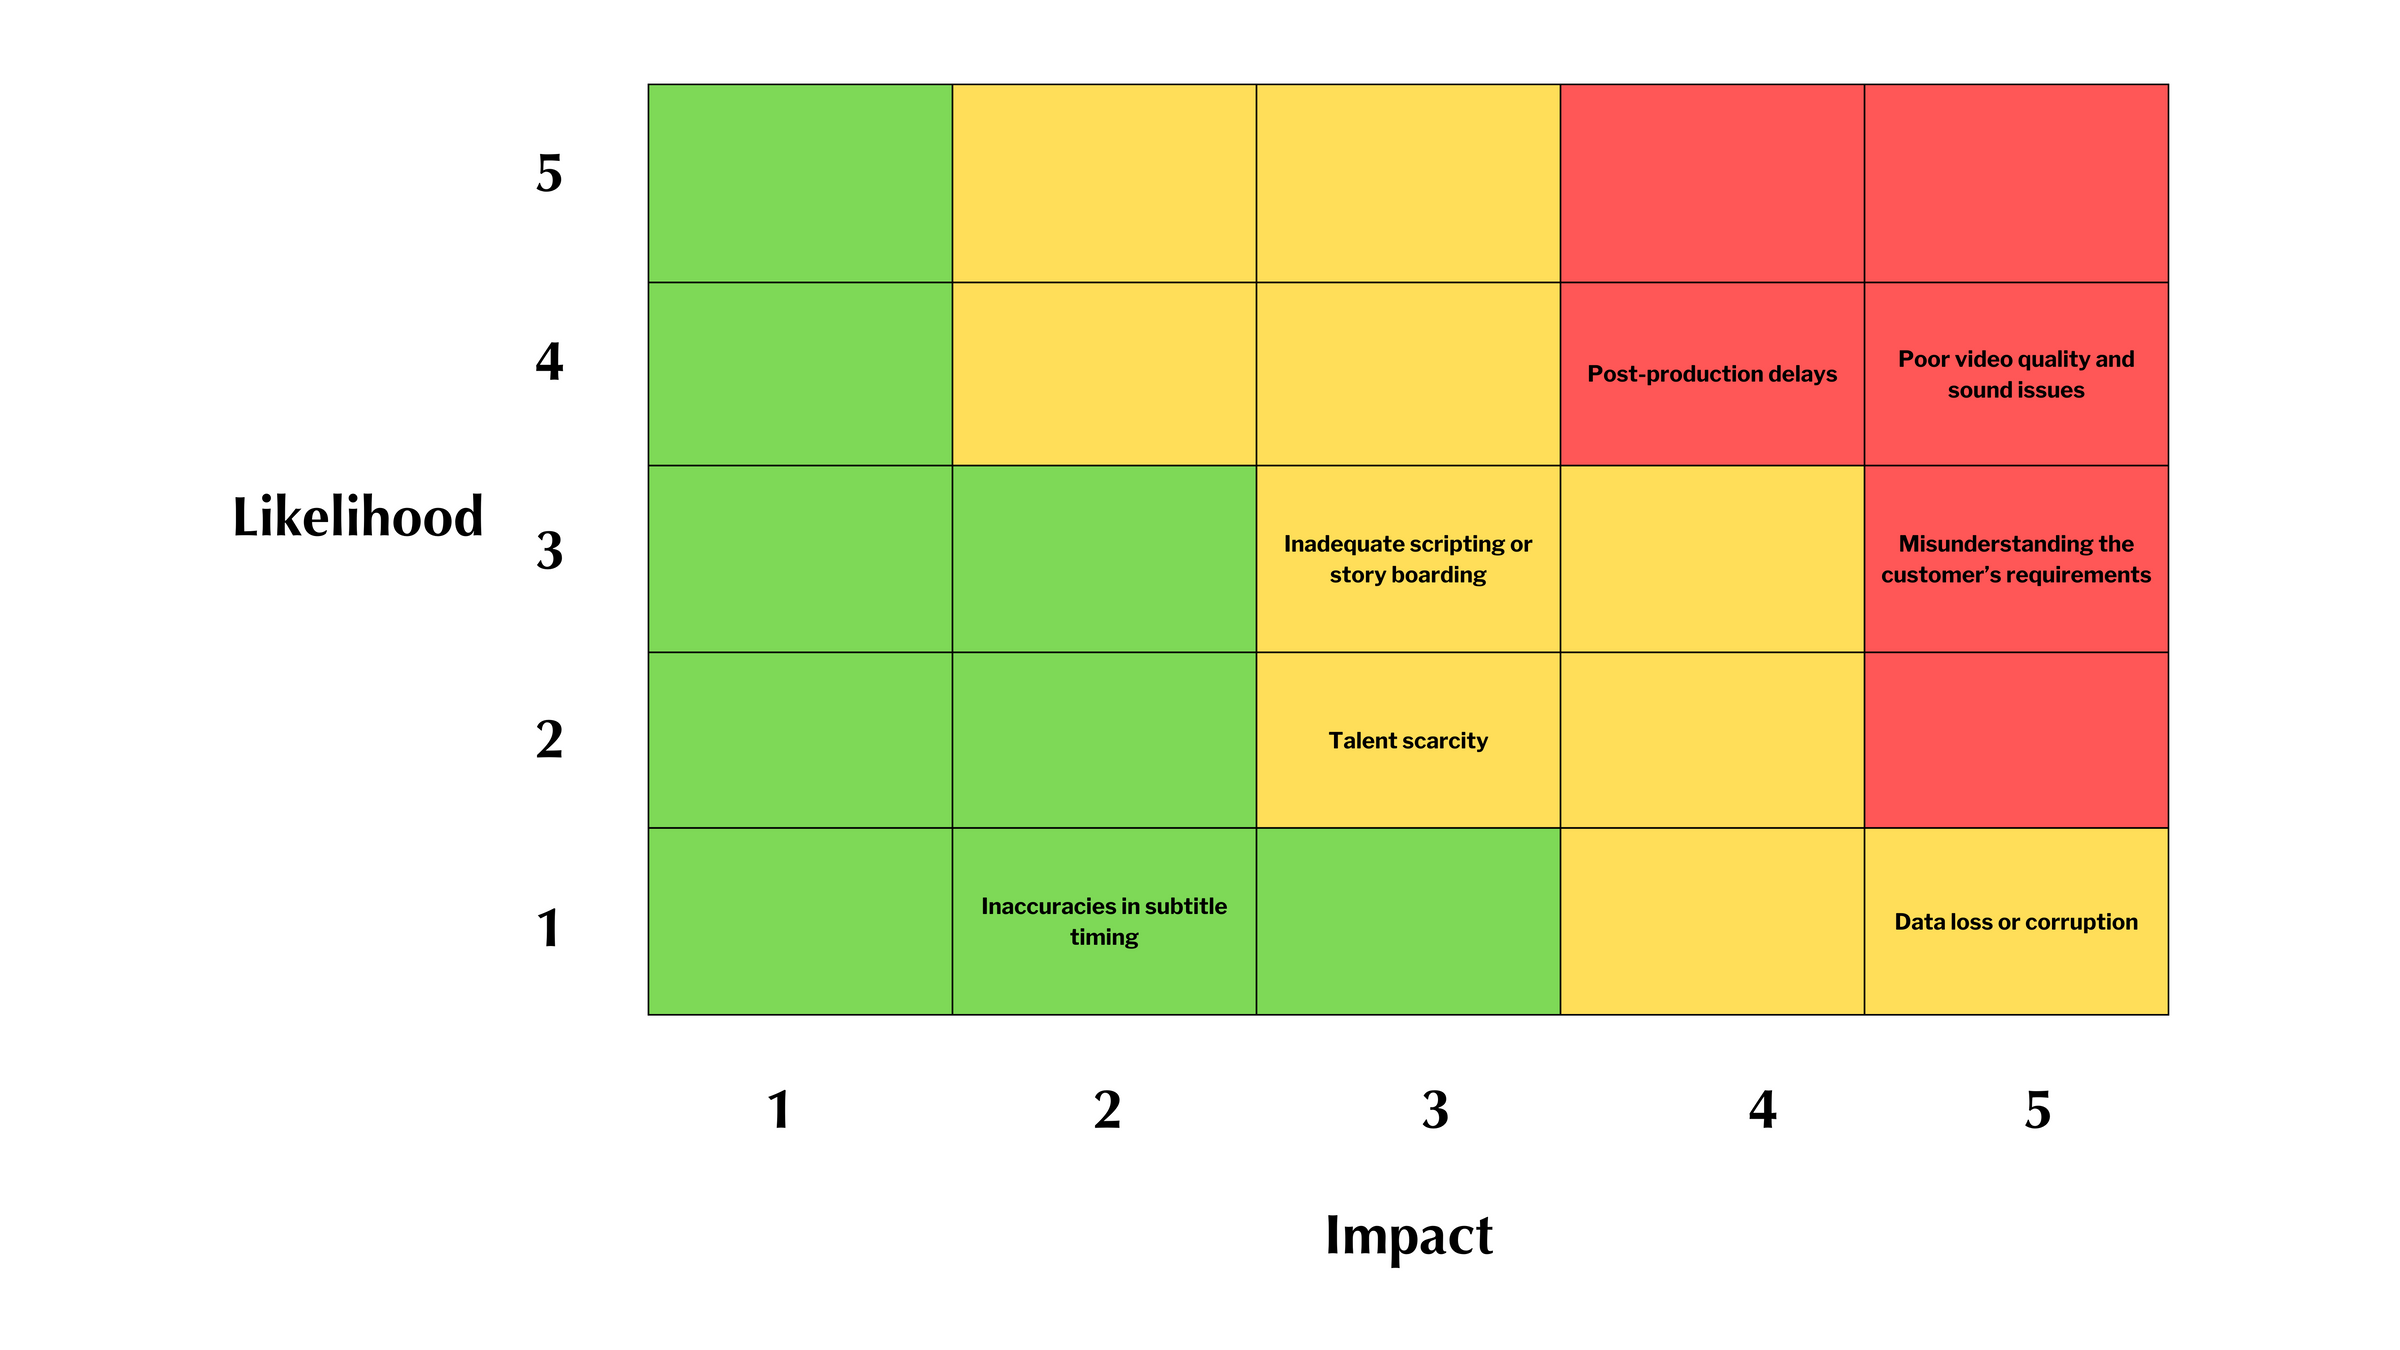 5
4
Post-production delays
Poor video quality and
sound issues
Likelihood
3
Inadequate scripting or
story boarding
Misunderstanding the
customer’s requirements
2
Talent scarcity
1
Inaccuracies in subtitle
timing
Data loss or corruption
1
2
3
4
5
Impact